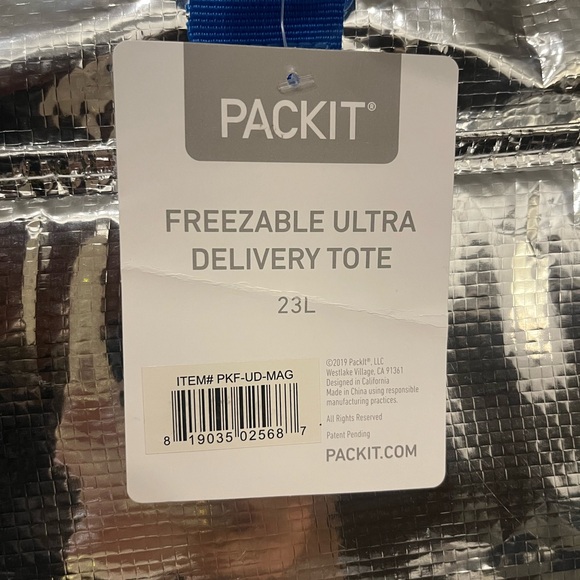 PACKIT®
FREEZABLE ULTRA
DELIVERY TOTE
23L
ITEM# PKF-UD-MAG
8 19035 02568 7
©2019 PackIt®, LLC
Westlake Village, CA 91361
Designed in California
Made in China using responsible
manufacturing practices.
All Rights Reserved
Patent Pending
PACKIT.COM